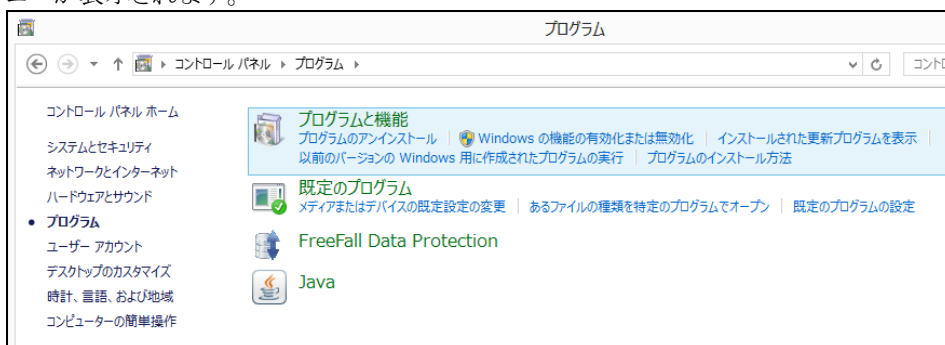 ニューが表示されます。
プログラム
コントロール パネル ▸ プログラム ▸
コントロール パネル ホーム
システムとセキュリティ
ネットワークとインターネット
ハードウェアとサウンド
• プログラム
ユーザー アカウント
デスクトップのカスタマイズ
時計、言語、および地域
コンピューターの簡単操作
プログラムと機能
プログラムのアンインストール | Windows の機能の有効化または無効化 | インストールされた更新プログラムを表示 |
以前のバージョンの Windows 用に作成されたプログラムの実行 | プログラムのインストール方法
既定のプログラム
メディアまたはデバイスの既定設定の変更 | あるファイルの種類を特定のプログラムでオープン | 既定のプログラムの設定
FreeFall Data Protection
Java